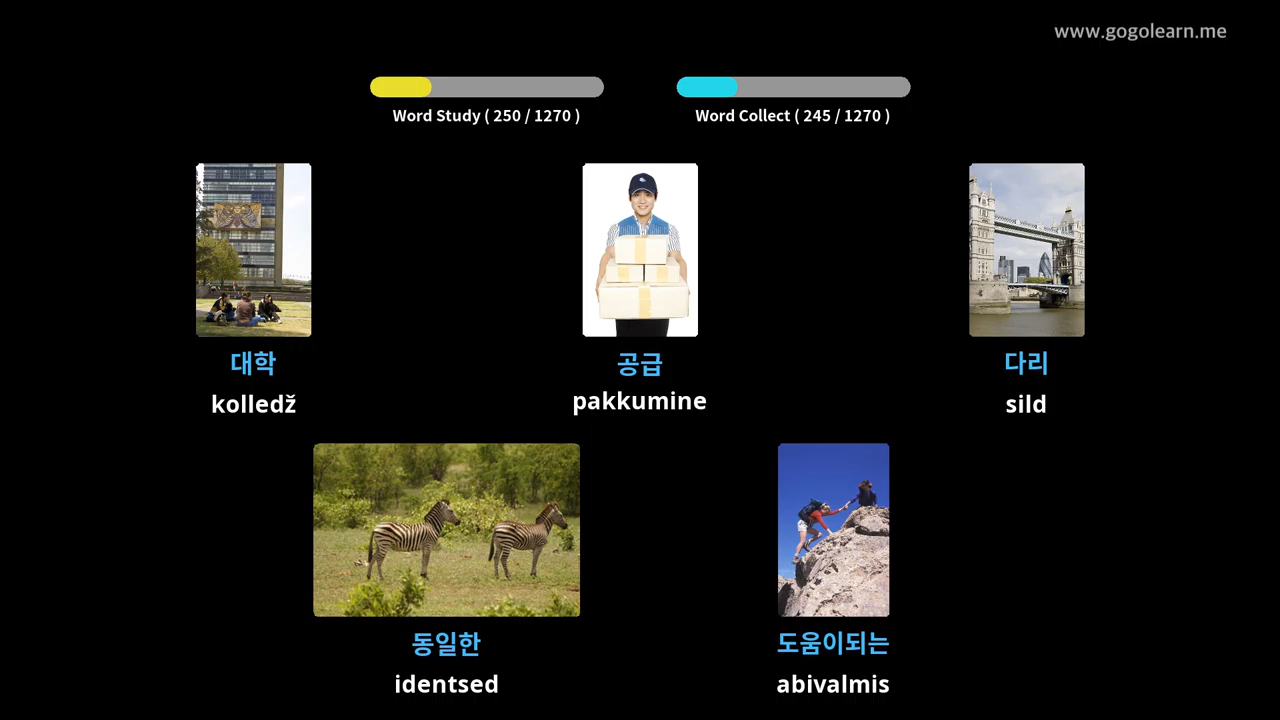 www.gogolearn.me
Word Study ( 250 / 1270 )
Word Collect ( 245 / 1270 )
대학
kolledž
공급
pakkumine
다리
sild
동일한
identsed
도움이되는
abivalmis